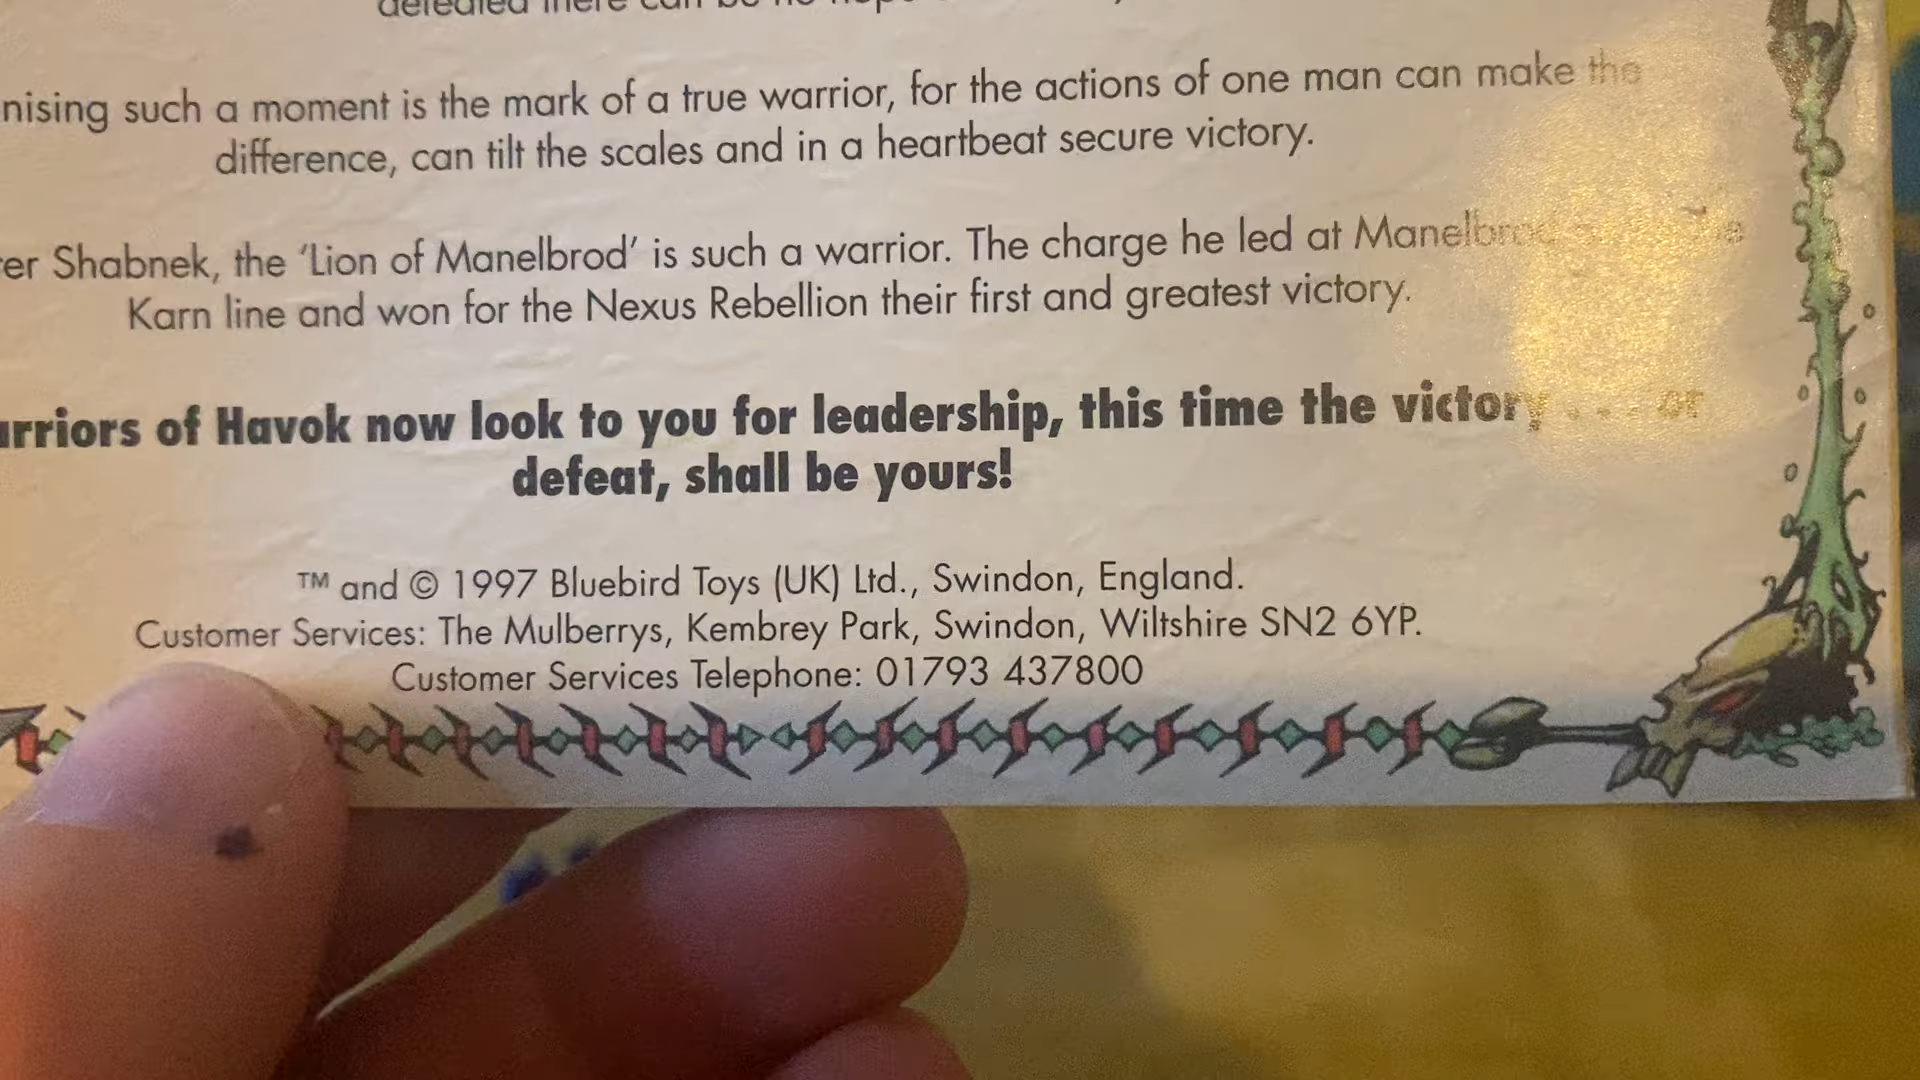 nising such a moment is the mark of a true warrior, for the actions of one man can make the
difference, can tilt the scales and in a heartbeat secure victory.
er Shabnek, the 'Lion of Manelbrod' is such a warrior. The charge he led at Manelbrod
Karn line and won for the Nexus Rebellion their first and greatest victory.
rriors of Havok now look to you for leadership, this time the victory . . . or
defeat, shall be yours!
™ and © 1997 Bluebird Toys (UK) Ltd., Swindon, England.
Customer Services: The Mulberrys, Kembrey Park, Swindon, Wiltshire SN2 6YP.
Customer Services Telephone: 01793 437800